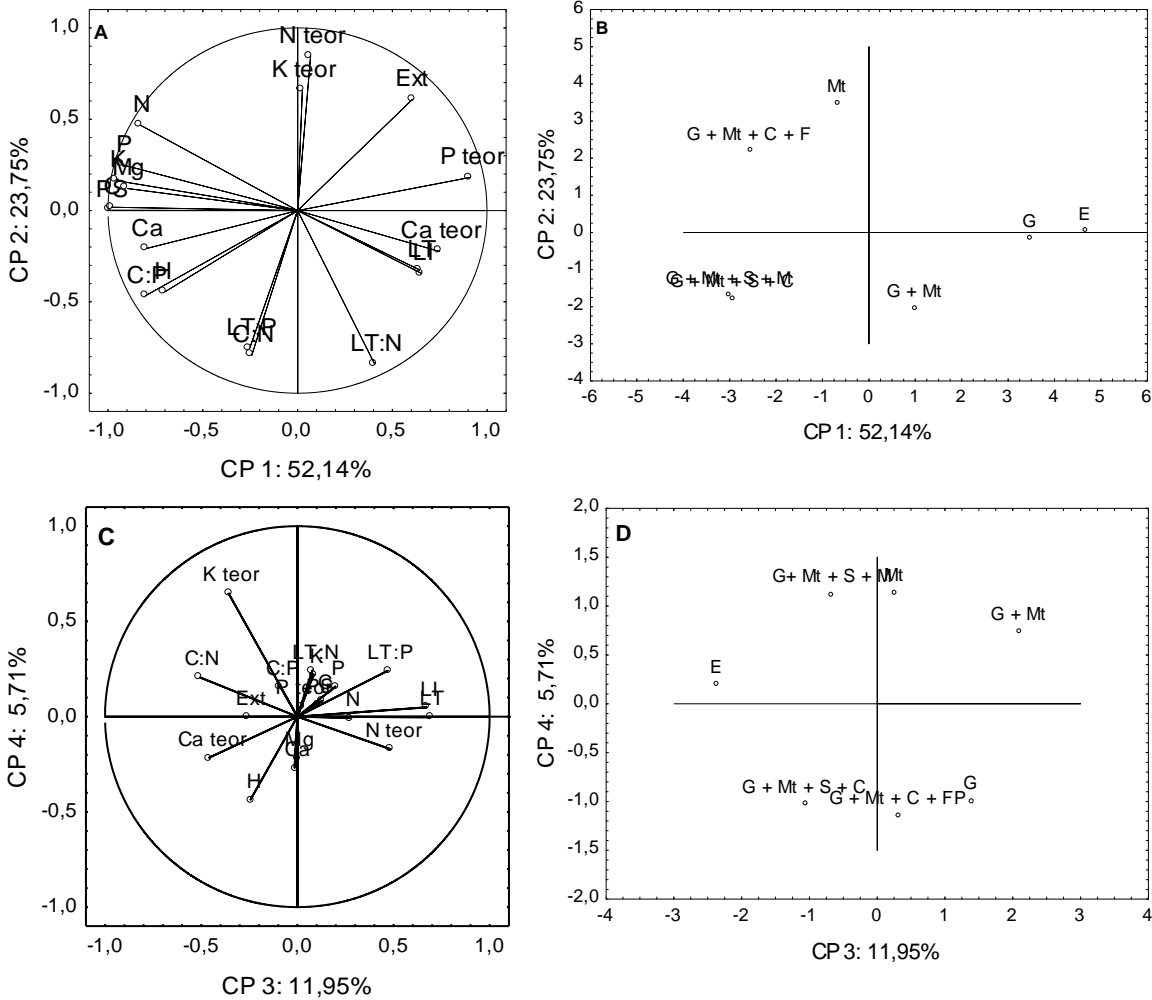 A
1,0
0,5
0,0
-0,5
-1,0
CP 2: 23,75%
N teor
K teor
Ext
N
P
K
Mg
P teor
S
Ca
Ca teor
LT
C:P
H
LT:P
C:N
LT:N
-1,0 -0,5 0,0 0,5 1,0
CP 1: 52,14%
B
6
5
4
3
2
1
0
-1
-2
-3
-4
CP 2: 23,75%
Mt
G + Mt + C + F
G E
G + Mt + S + C
G + Mt
-6 -5 -4 -3 -2 -1 0 1 2 3 4 5 6
CP 1: 52,14%
C
1,0
0,5
0,0
-0,5
-1,0
CP 4: 5,71%
K teor
C:N
LT:N
LT:P
K
C:P
P
P teor
Ext
N
LT
Ca teor
N teor
Mg
Ca
H
-1,0 -0,5 0,0 0,5 1,0
CP 3: 11,95%
D
2,0
1,5
1,0
0,5
0,0
-0,5
-1,0
-1,5
-2,0
CP 4: 5,71%
G+ Mt + S + M
Mt
G + Mt
E
G + Mt + S + C
G
G + Mt + C + FP
-4 -3 -2 -1 0 1 2 3 4
CP 3: 11,95%